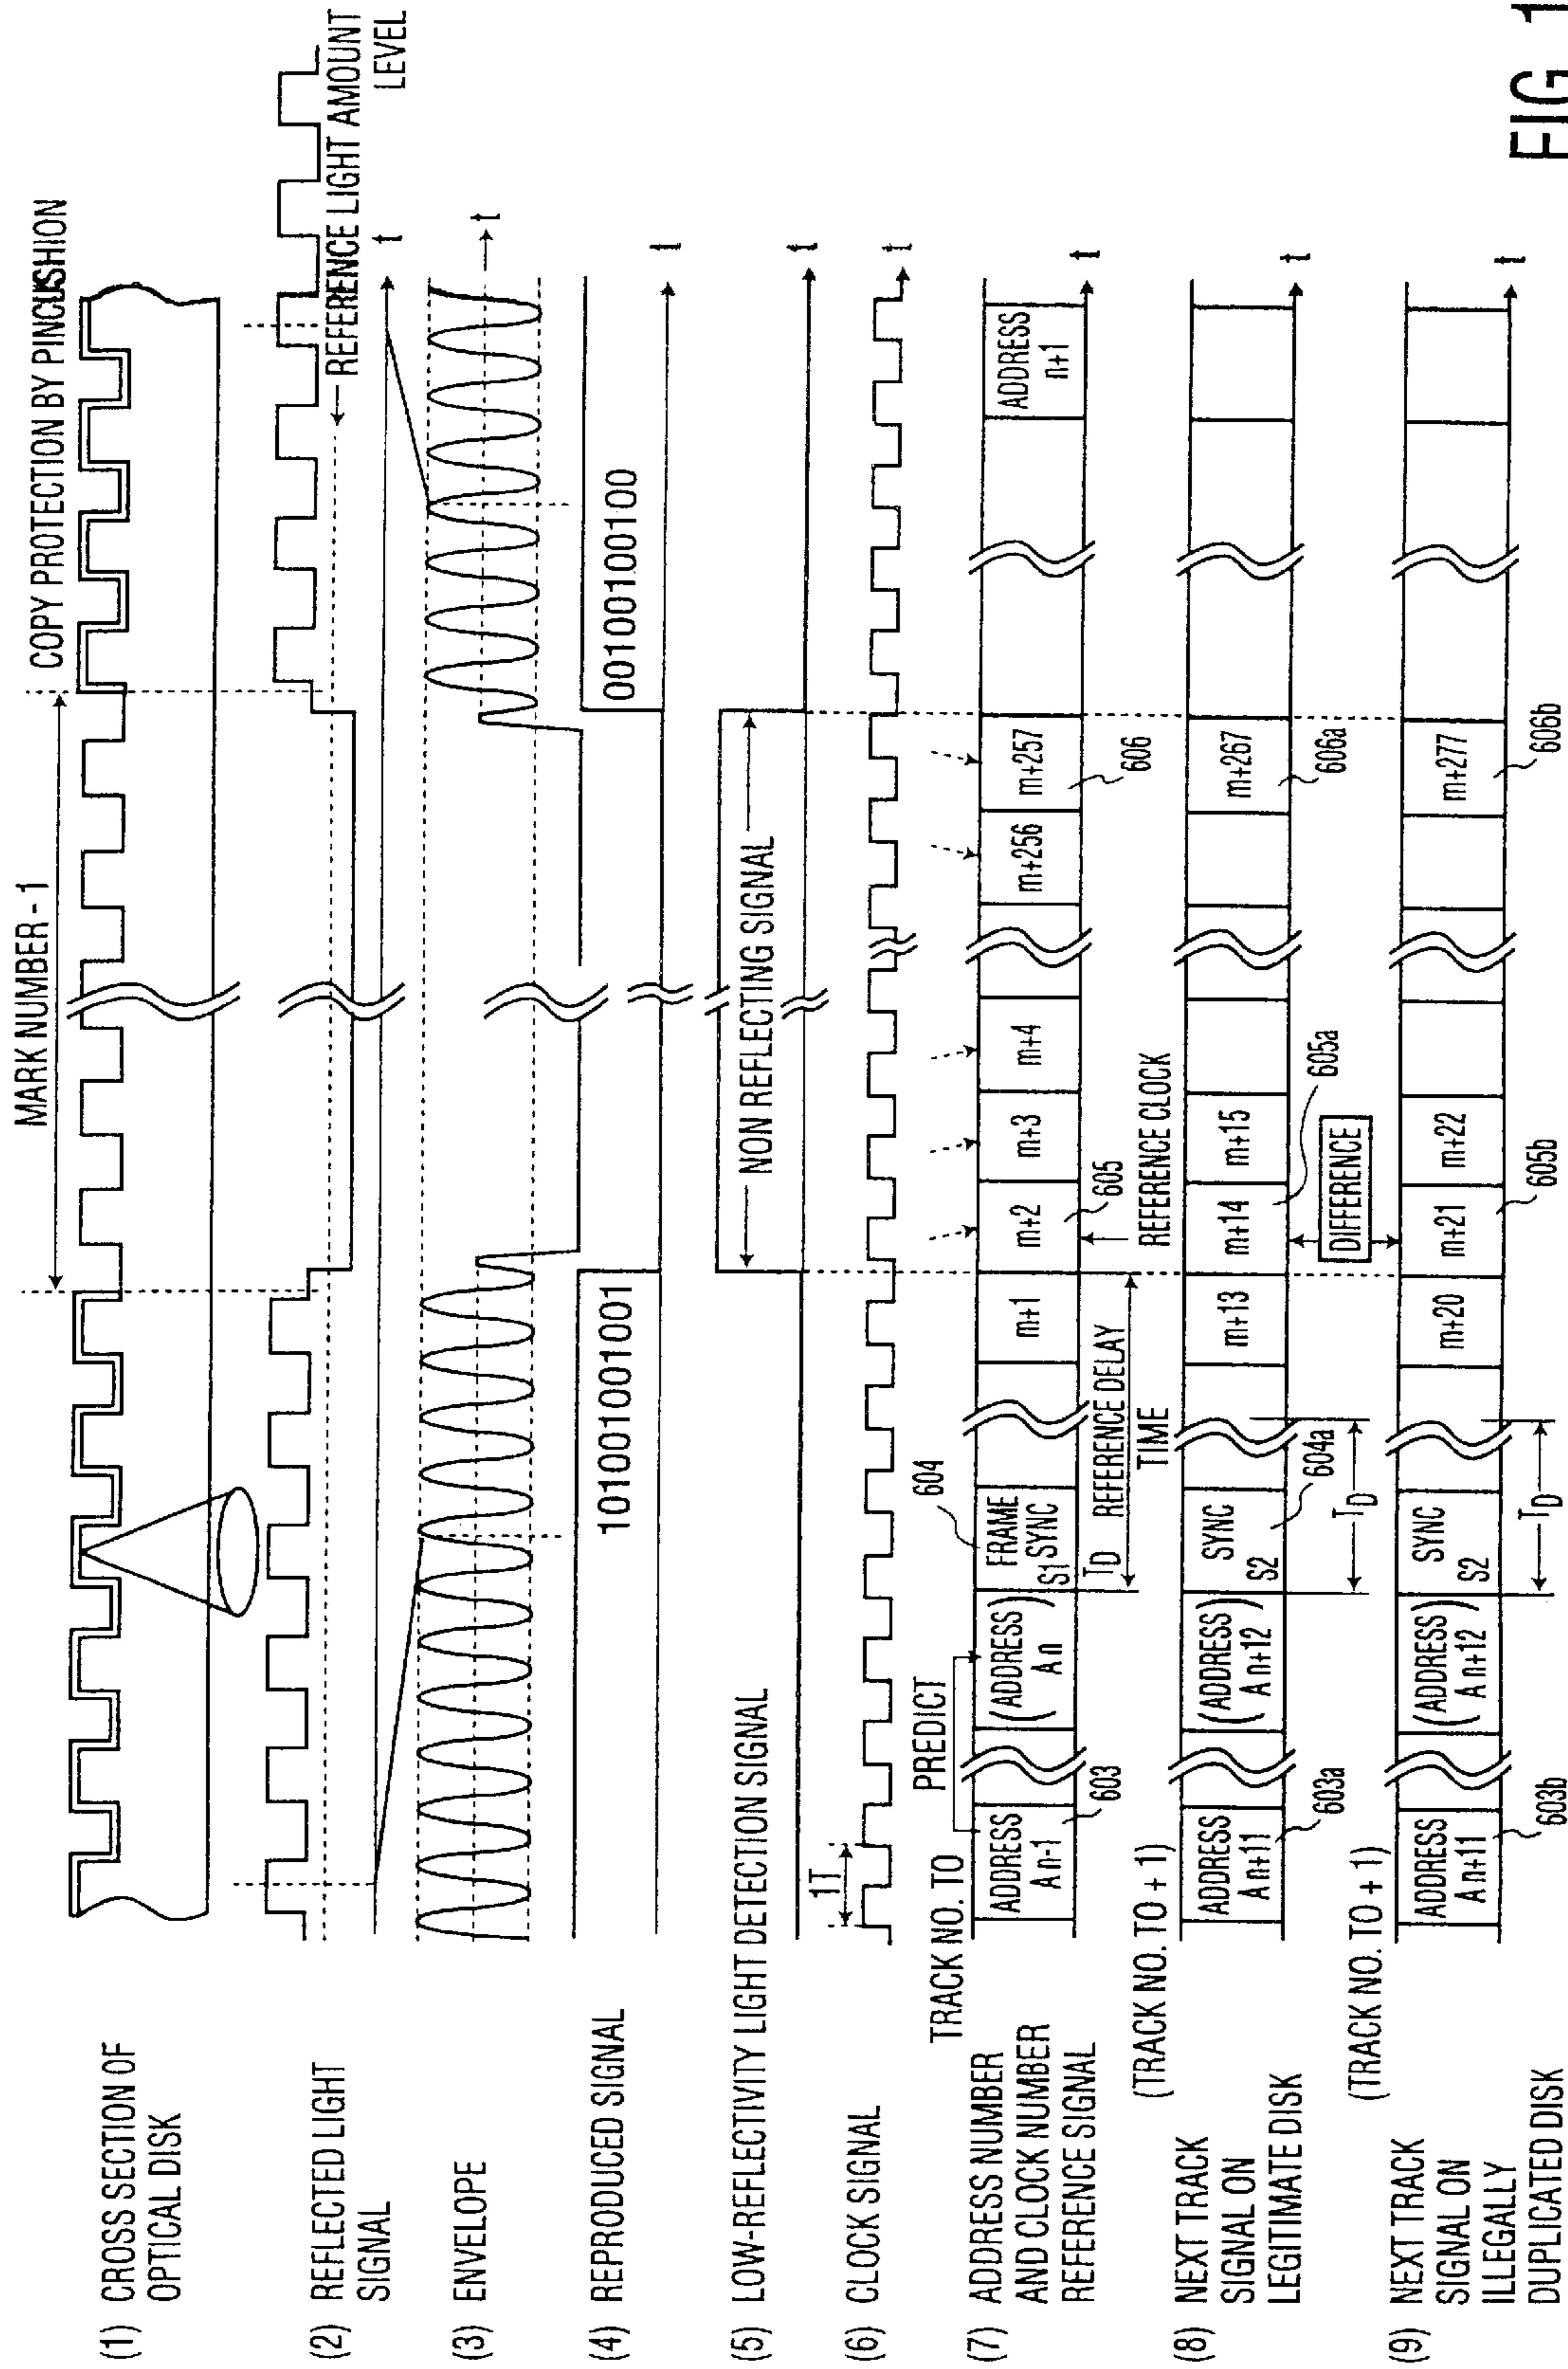 COPY PROTECTION BY PINCUSHION
MARK NUMBER - 1
(1) CROSS SECTION OF
OPTICAL DISK
(2) REFLECTED LIGHT
SIGNAL
REFERENCE LIGHT AMOUNT
LEVEL
t
(3) ENVELOPE
t
(4) REPRODUCED SIGNAL
101001001001
00100100100
t
(5) LOW-REFLECTIVITY LIGHT DETECTION SIGNAL
NON REFLECTING SIGNAL
t
(6) CLOCK SIGNAL
1T
t
(7) ADDRESS NUMBER
AND CLOCK NUMBER
REFERENCE SIGNAL
TRACK NO. TO
PREDICT
ADDRESS
A n-1
603
(ADDRESS)
A n
FRAME
SYNC
S1
604
m+1
m+2
605
m+3
m+4
m+256
m+257
606
ADDRESS
n+1
t
TD REFERENCE DELAY
TIME
REFERENCE CLOCK
(8) NEXT TRACK
SIGNAL ON
LEGITIMATE DISK
(TRACK NO. TO + 1)
ADDRESS
A n+11
603a
(ADDRESS)
A n+12
SYNC
S2
604a
m+13
m+14
605a
m+15
m+267
606a
t
TD
DIFFERENCE
(9) NEXT TRACK
SIGNAL ON
ILLEGALLY
DUPLICATED DISK
(TRACK NO. TO + 1)
ADDRESS
A n+11
603b
(ADDRESS)
A n+12
SYNC
S2
m+20
m+21
605b
m+22
m+277
606b
t
TD
FIG 1